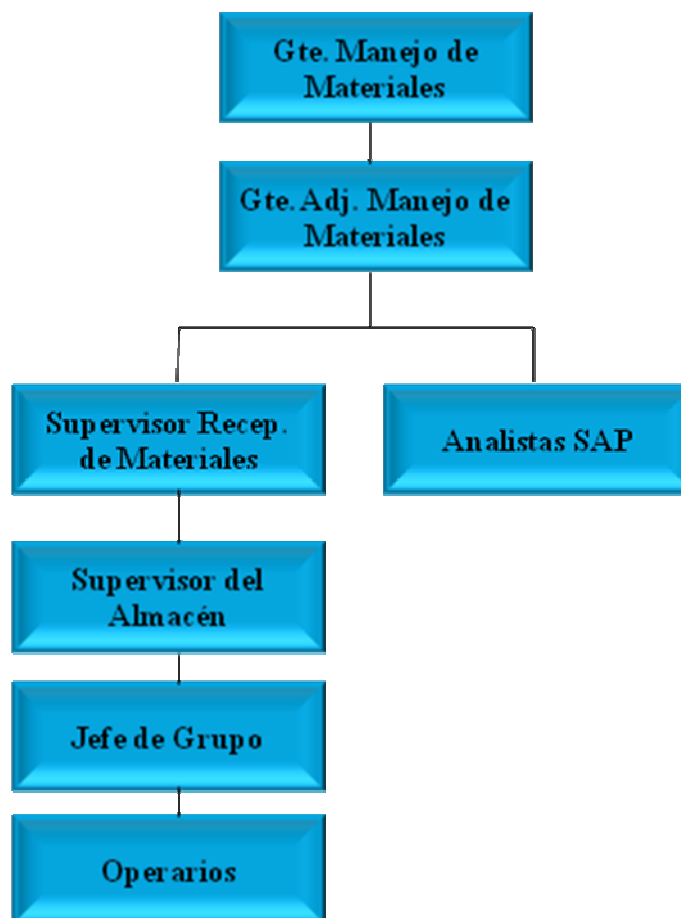 Gte. Manejo de
Materiales
Gte. Adj. Manejo de
Materiales
Supervisor Recep.
de Materiales
Analistas SAP
Supervisor del
Almacén
Jefe de Grupo
Operarios